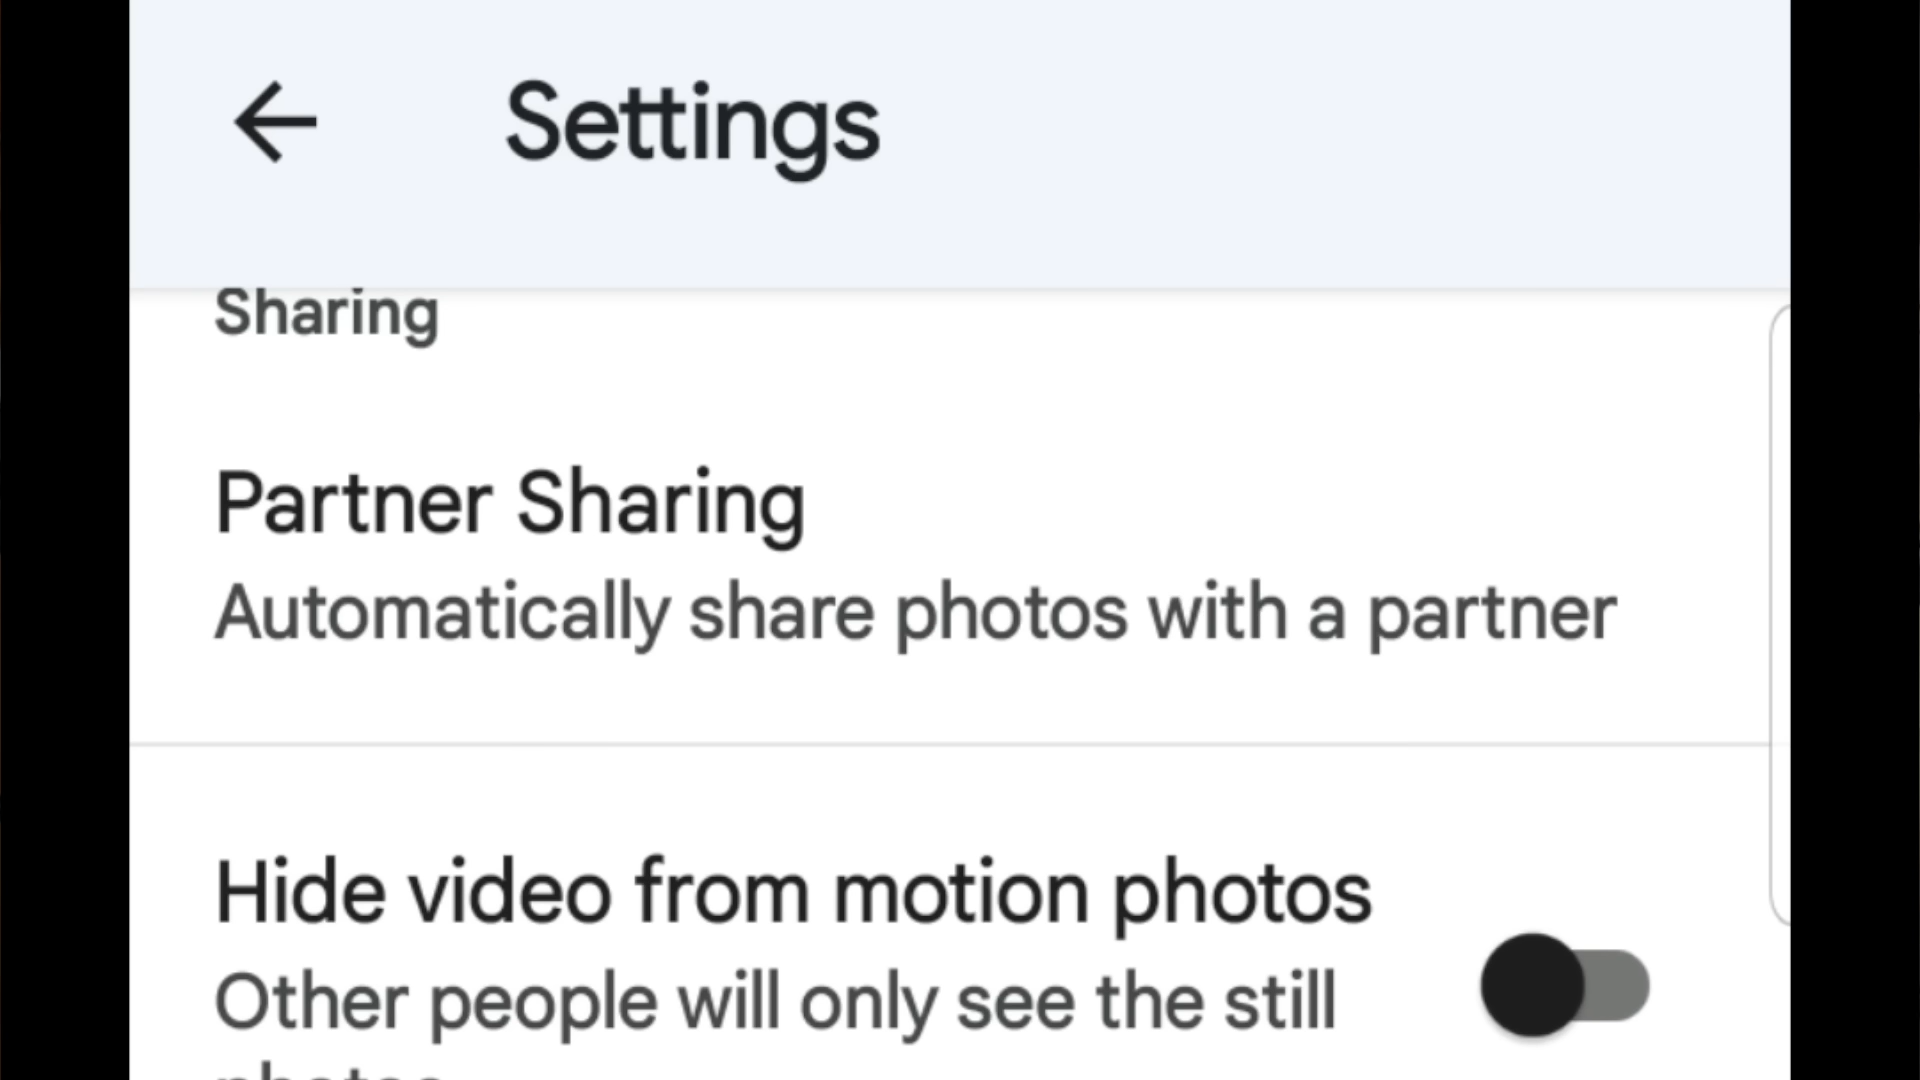 Settings
Sharing
Partner Sharing
Automatically share photos with a partner
Hide video from motion photos
Other people will only see the still